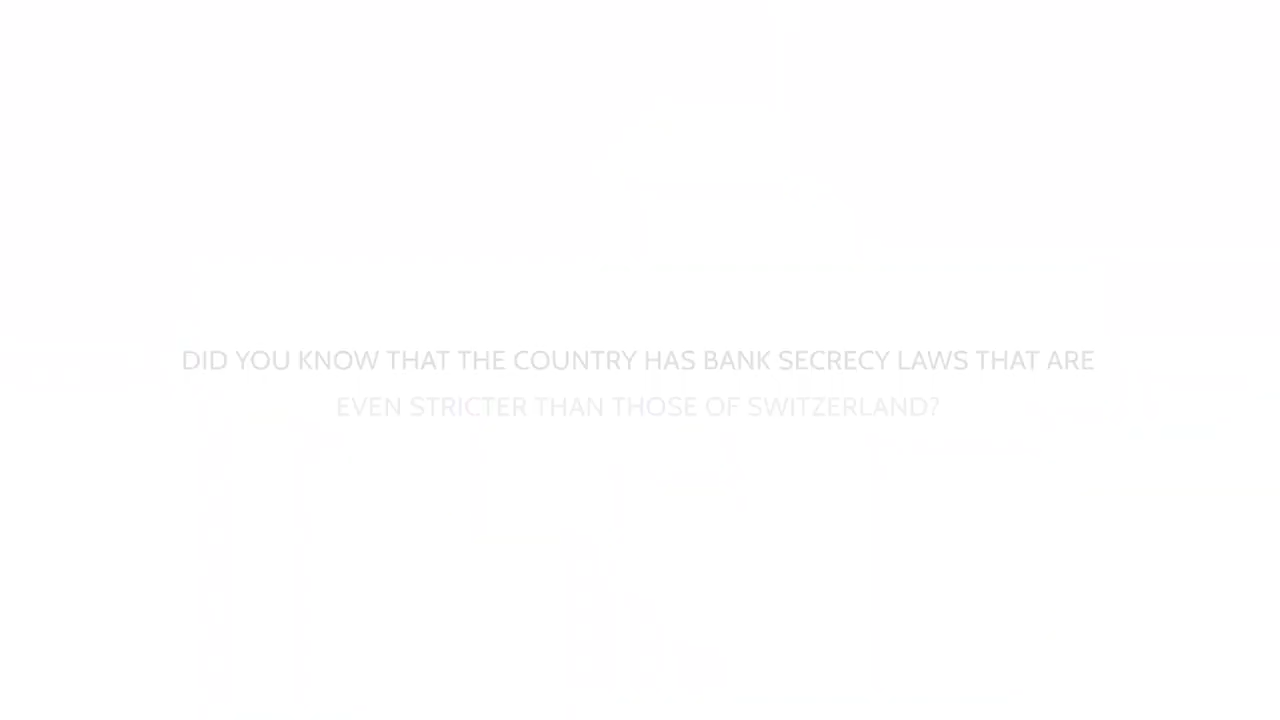 DID YOU KNOW THAT THE COUNTRY HAS BANK SECRECY LAWS THAT ARE
EVEN STRICTER THAN THOSE OF SWITZERLAND?